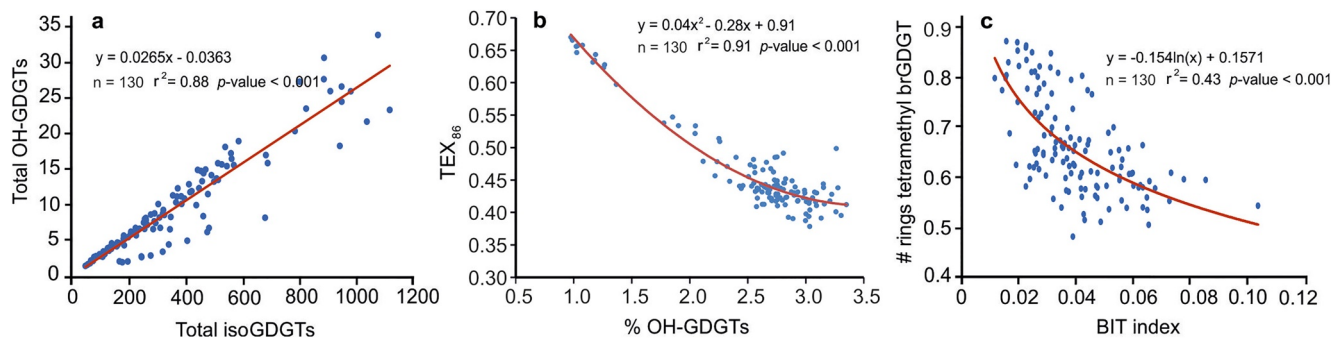 a
y = 0.0265x - 0.0363
n = 130 r² = 0.88 p-value < 0.001
Total OH-GDGTs
35
30
25
20
15
10
5
0
0 200 400 600 800 1000 1200
Total isoGDGTs
b
y = 0.04x² - 0.28x + 0.91
n = 130 r² = 0.91 p-value < 0.001
TEX₈₆
0.70
0.65
0.60
0.55
0.50
0.45
0.40
0.35
0.30
0.5 1.0 1.5 2.0 2.5 3.0 3.5
% OH-GDGTs
c
y = -0.154ln(x) + 0.1571
n = 130 r² = 0.43 p-value < 0.001
# rings tetramethyl brGDGT
0.9
0.8
0.7
0.6
0.5
0.4
0 0.02 0.04 0.06 0.08 0.10 0.12
BIT index